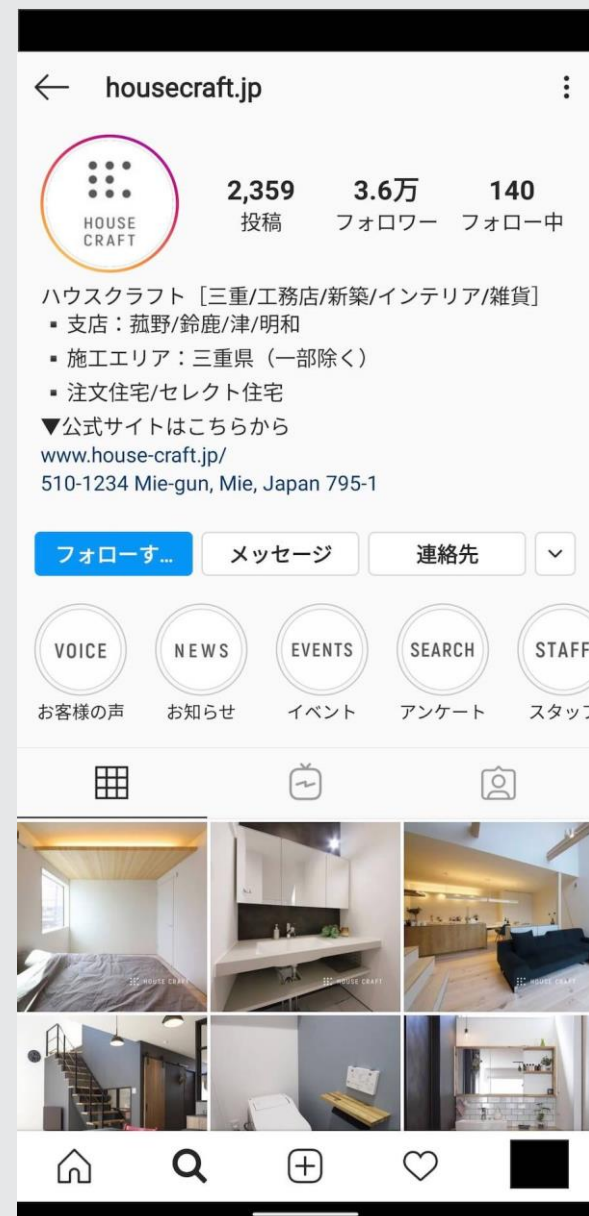 housecraft.jp
HOUSE
CRAFT
2,359
投稿
3.6万
フォロワー
140
フォロー中
ハウスクラフト［三重/工務店/新築/インテリア/雑貨］
▪ 支店：菰野/鈴鹿/津/明和
▪ 施工エリア：三重県（一部除く）
▪ 注文住宅/セレクト住宅
▼公式サイトはこちらから
www.house-craft.jp/
510-1234 Mie-gun, Mie, Japan 795-1
フォローす...
メッセージ
連絡先
VOICE
NEWS
EVENTS
SEARCH
STAFF
お客様の声
お知らせ
イベント
アンケート
スタッフ
HOUSE CRAFT
HOUSE CRAFT
HOUSE CRAFT